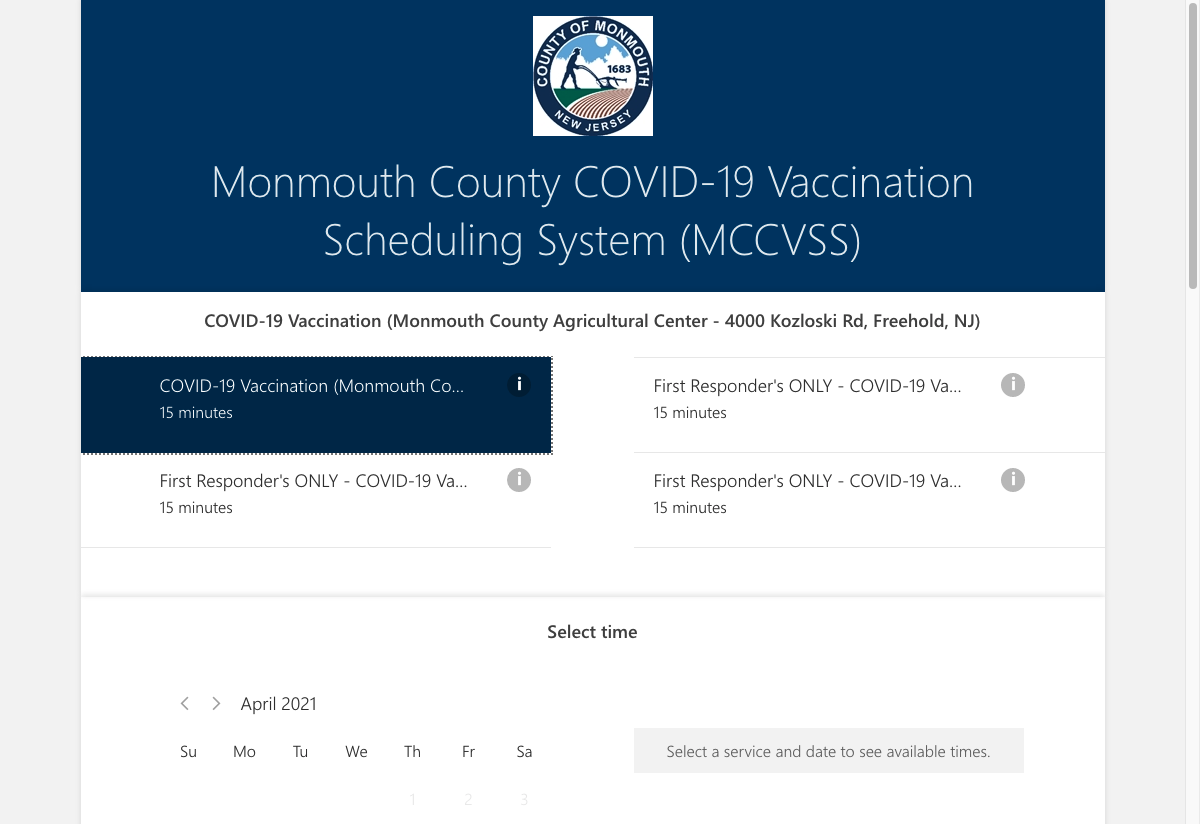 COUNTY OF MONMOUTH
1683
NEW JERSEY
Monmouth County COVID-19 Vaccination
Scheduling System (MCCVSS)
COVID-19 Vaccination (Monmouth County Agricultural Center - 4000 Kozloski Rd, Freehold, NJ)
COVID-19 Vaccination (Monmouth Co...
i
15 minutes
First Responder's ONLY - COVID-19 Va...
i
15 minutes
First Responder's ONLY - COVID-19 Va...
i
15 minutes
First Responder's ONLY - COVID-19 Va...
i
15 minutes
Select time
April 2021
Su Mo Tu We Th Fr Sa
Select a service and date to see available times.
1 2 3